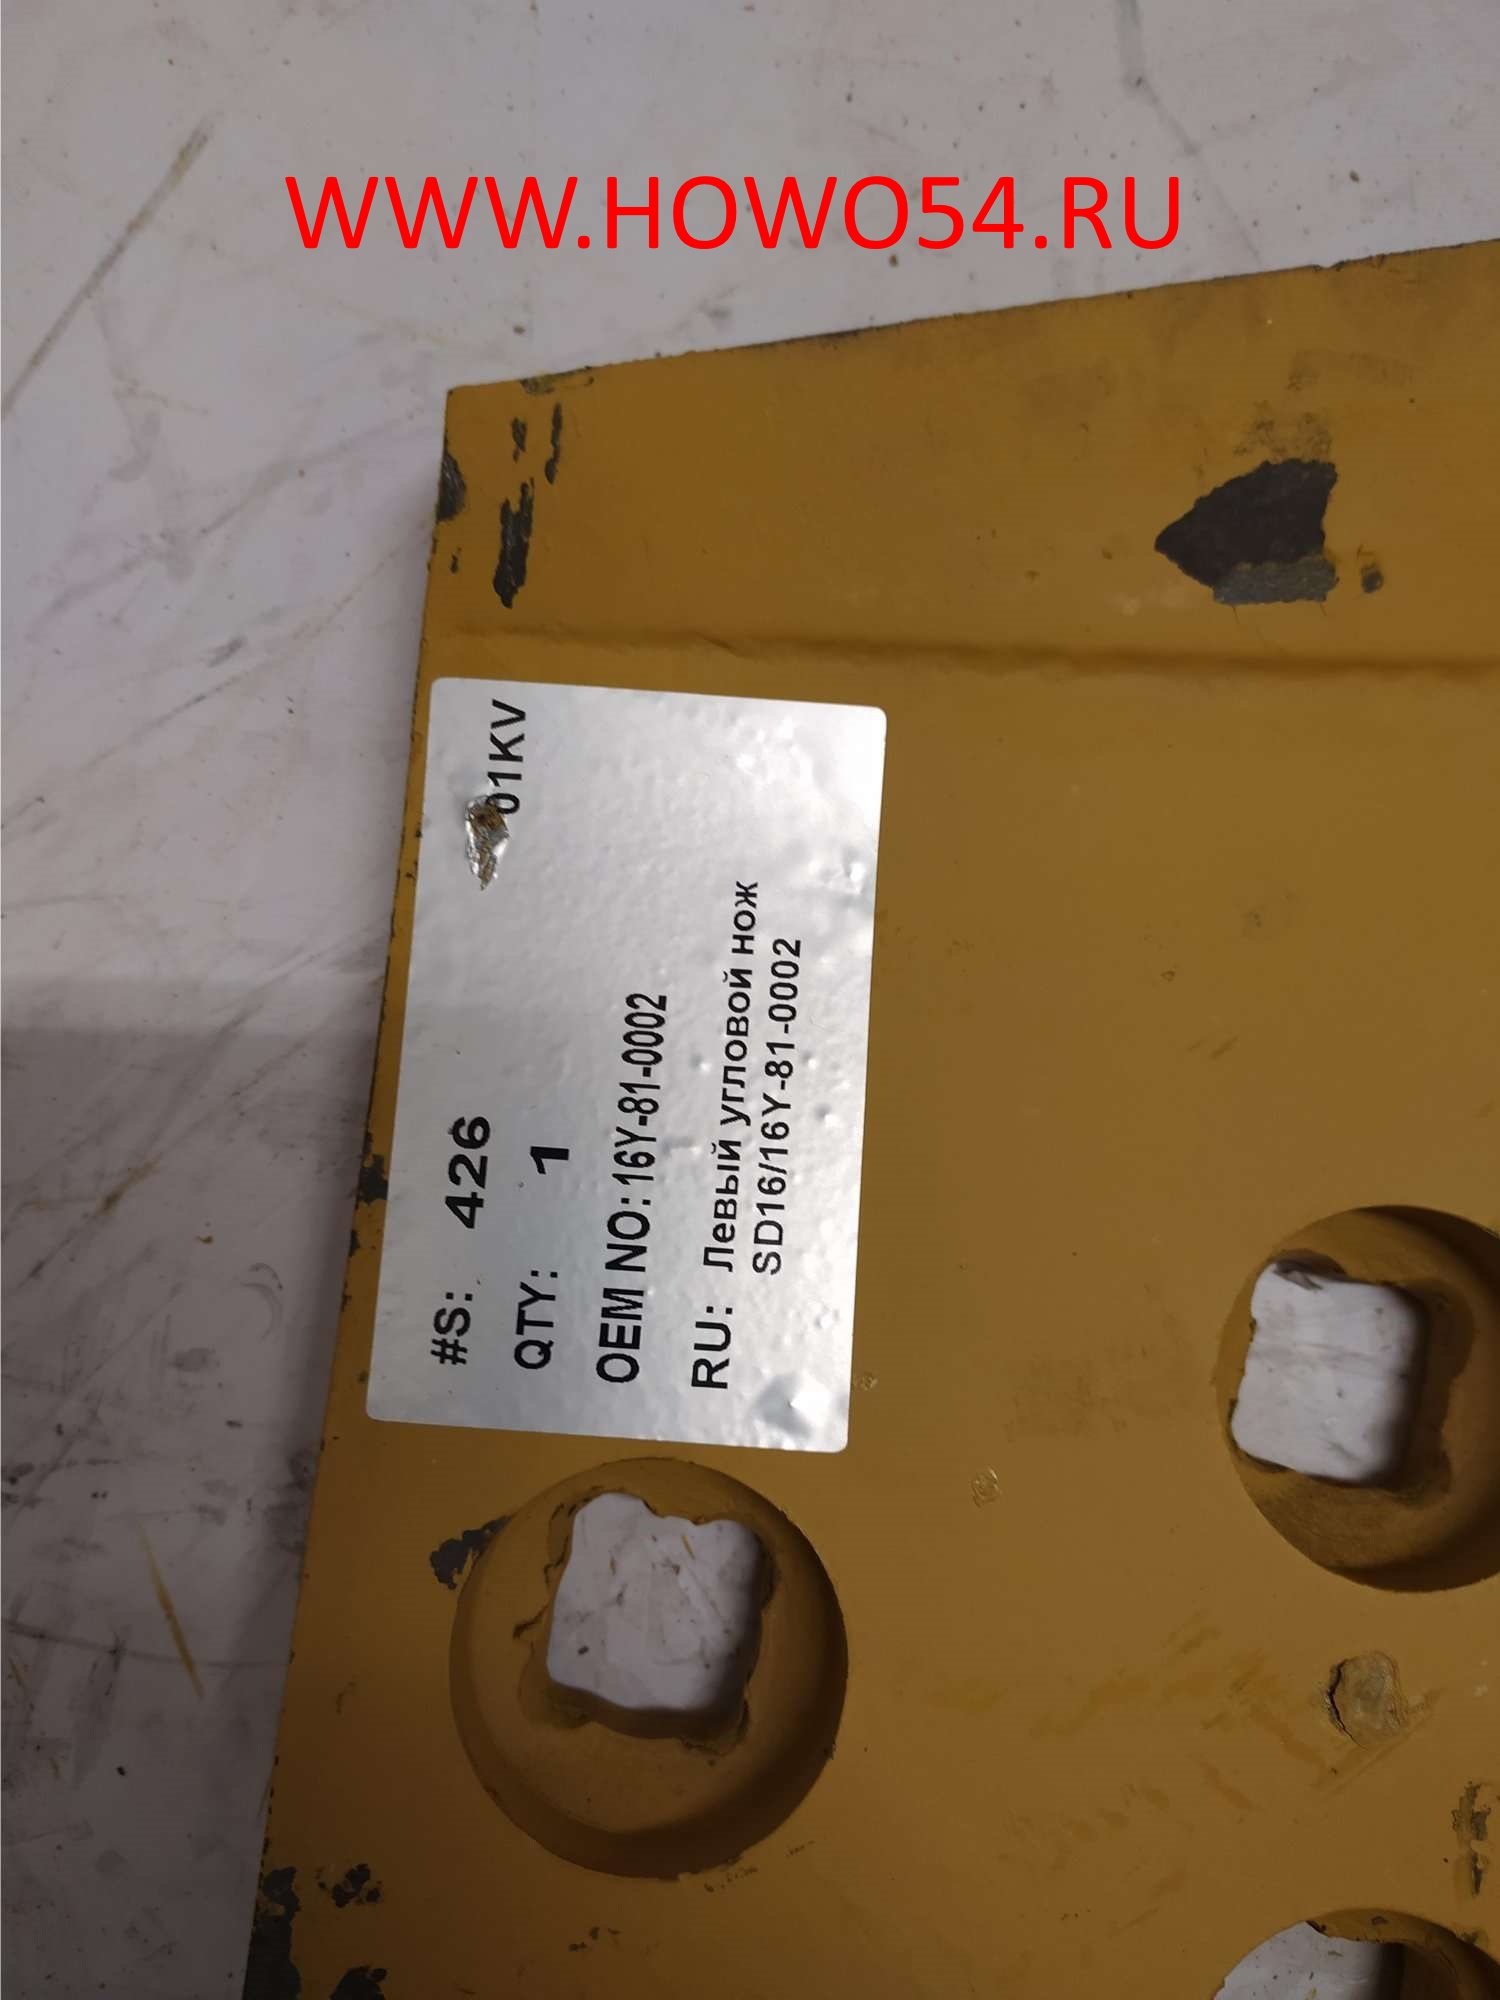 WWW.HOWO54.RU
01KV
#S: 426
QTY: 1
OEM NO: 16Y-81-0002
RU: Левый угловой нож
SD16/16Y-81-0002